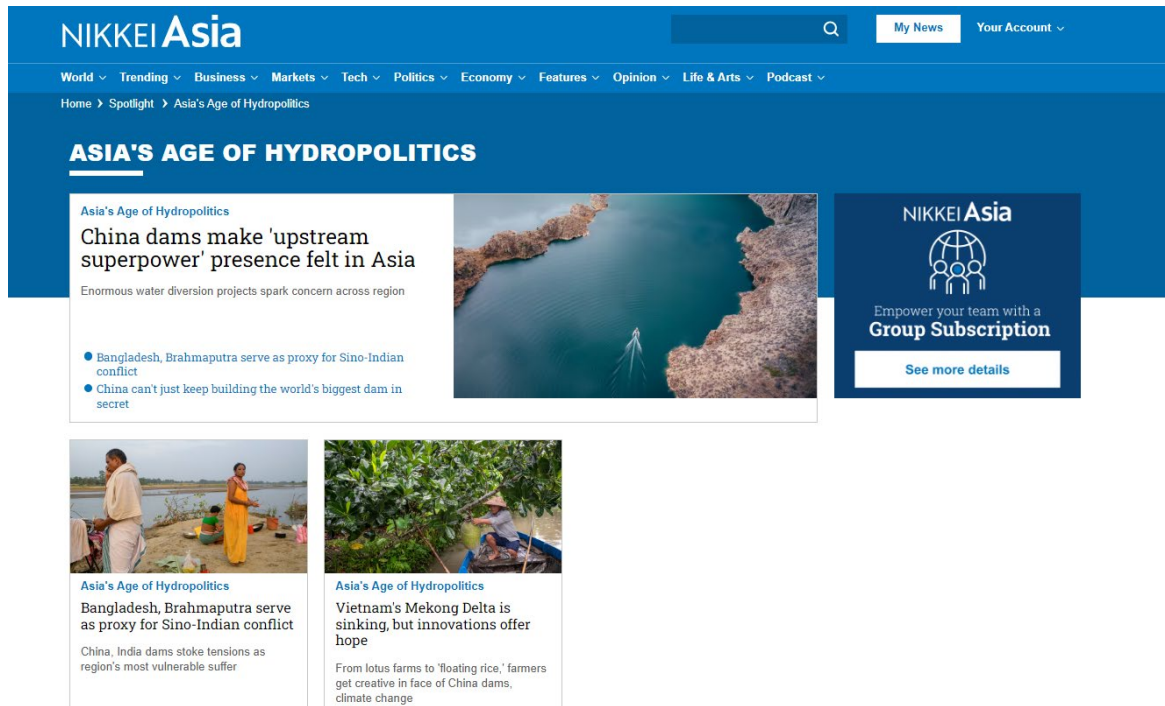 NIKKEI Asia
My News
Your Account
World Trending Business Markets Tech Politics Economy Features Opinion Life & Arts Podcast
Home > Spotlight > Asia's Age of Hydropolitics
ASIA'S AGE OF HYDROPOLITICS
Asia's Age of Hydropolitics
China dams make 'upstream
superpower' presence felt in Asia
Enormous water diversion projects spark concern across region
Bangladesh, Brahmaputra serve as proxy for Sino-Indian
conflict
China can't just keep building the world's biggest dam in
secret
NIKKEI Asia
Empower your team with a
Group Subscription
See more details
Asia's Age of Hydropolitics
Bangladesh, Brahmaputra serve
as proxy for Sino-Indian conflict
China, India dams stoke tensions as
region's most vulnerable suffer
Asia's Age of Hydropolitics
Vietnam's Mekong Delta is
sinking, but innovations offer
hope
From lotus farms to 'floating rice,' farmers
get creative in face of China dams,
climate change